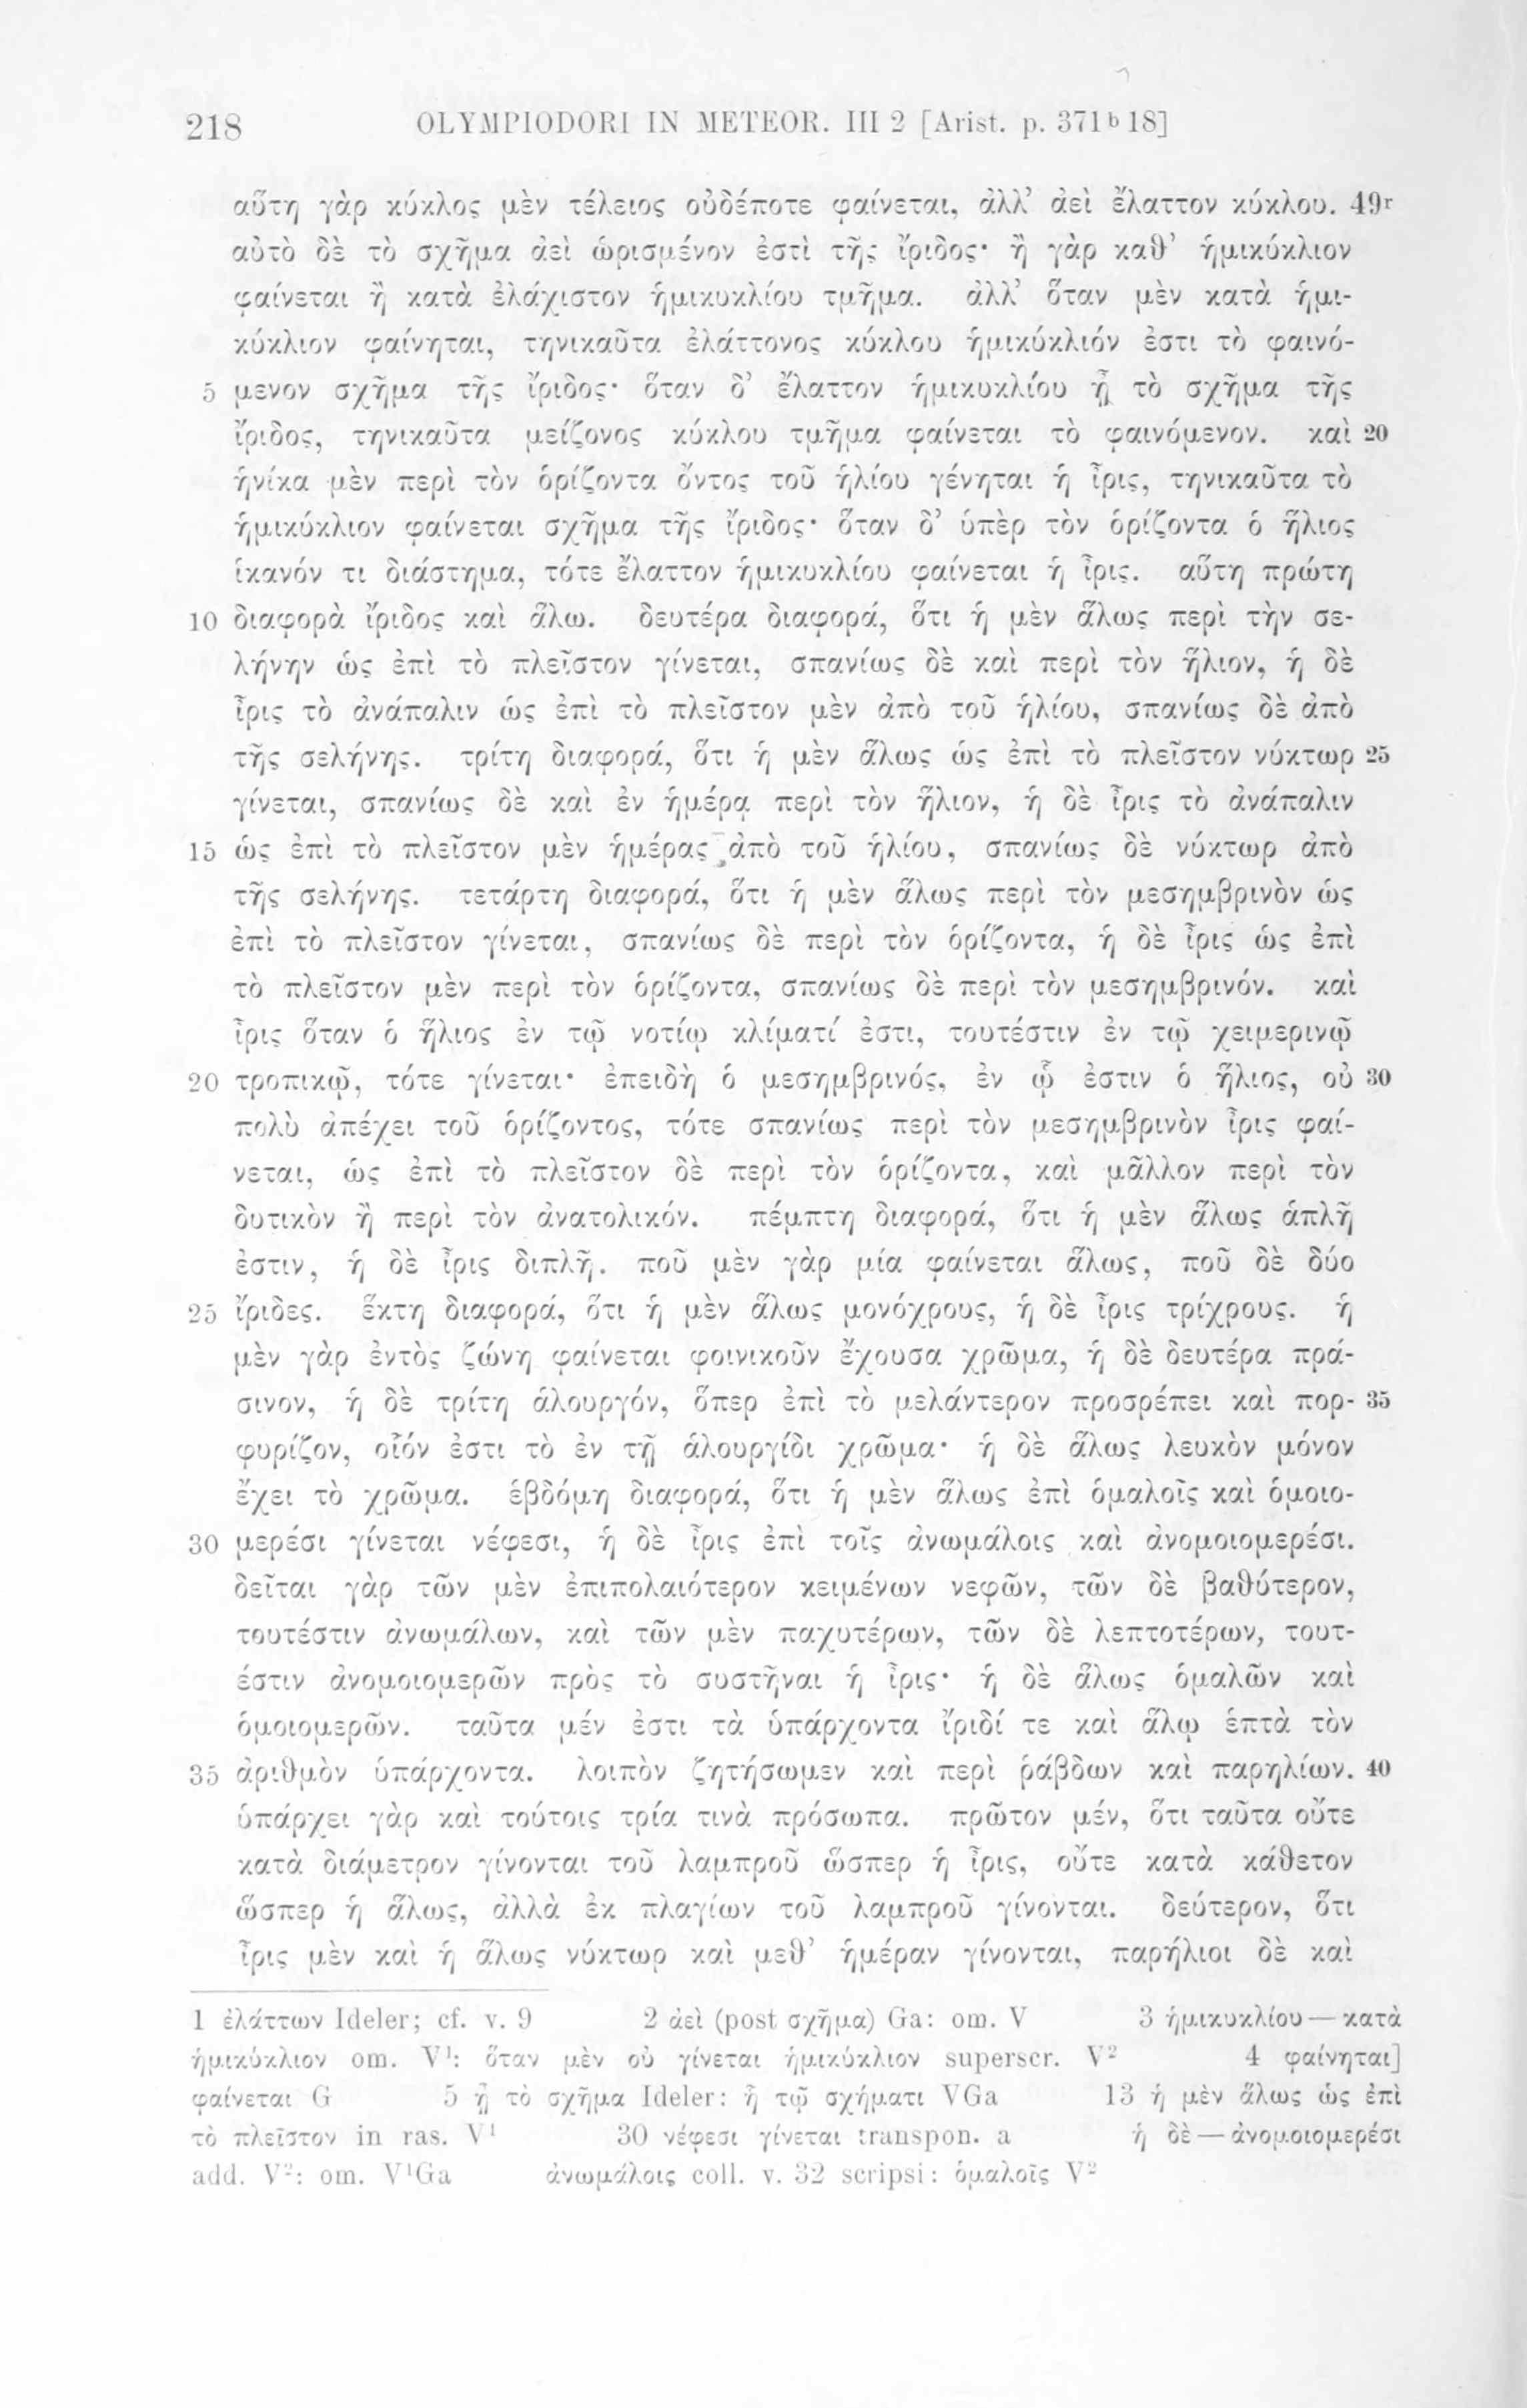 218 OLYMPIODORI IN METEOR. III 2 [Arist. p. 371b 18]
αὕτη γὰρ κύκλος μὲν τέλειος οὐδέποτε φαίνεται, ἀλλ’ ἀεὶ ἔλαττον κύκλου. 49r
αὐτὸ δὲ τὸ σχῆμα ἀεὶ ὡρισμένον ἐστὶ τῆς ἴριδος· ἢ γὰρ καθ’ ἡμικύκλιον
φαίνεται ἢ κατὰ ἐλάχιστον ἡμικυκλίου τμῆμα. ἀλλ’ ὅταν μὲν κατὰ ἡμι-
κύκλιον φαίνηται, τηνικαῦτα ἐλάττονος κύκλου ἡμικύκλιόν ἐστι τὸ φαινό-
5 μενον σχῆμα τῆς ἴριδος· ὅταν δ’ ἔλαττον ἡμικυκλίου ᾖ τὸ σχῆμα τῆς
ἴριδος, τηνικαῦτα μείζονος κύκλου τμῆμα φαίνεται τὸ φαινόμενον. καὶ 20
ἡνίκα μὲν περὶ τὸν ὁρίζοντα ὄντος τοῦ ἡλίου γένηται ἡ ἶρις, τηνικαῦτα τὸ
ἡμικύκλιον φαίνεται σχῆμα τῆς ἴριδος· ὅταν δ’ ὑπὲρ τὸν ὁρίζοντα ὁ ἥλιος
ἱκανόν τι διάστημα, τότε ἔλαττον ἡμικυκλίου φαίνεται ἡ ἶρις. αὕτη πρώτη
10 διαφορὰ ἴριδος καὶ ἅλω. δευτέρα διαφορά, ὅτι ἡ μὲν ἅλως περὶ τὴν σε-
λήνην ὡς ἐπὶ τὸ πλεῖστον γίνεται, σπανίως δὲ καὶ περὶ τὸν ἥλιον, ἡ δὲ
ἶρις τὸ ἀνάπαλιν ὡς ἐπὶ τὸ πλεῖστον μὲν ἀπὸ τοῦ ἡλίου, σπανίως δὲ ἀπὸ
τῆς σελήνης. τρίτη διαφορά, ὅτι ἡ μὲν ἅλως ὡς ἐπὶ τὸ πλεῖστον νύκτωρ 25
γίνεται, σπανίως δὲ καὶ ἐν ἡμέρᾳ περὶ τὸν ἥλιον, ἡ δὲ ἶρις τὸ ἀνάπαλιν
15 ὡς ἐπὶ τὸ πλεῖστον μὲν ἡμέρας ἀπὸ τοῦ ἡλίου, σπανίως δὲ νύκτωρ ἀπὸ
τῆς σελήνης. τετάρτη διαφορά, ὅτι ἡ μὲν ἅλως περὶ τὸν μεσημβρινὸν ὡς
ἐπὶ τὸ πλεῖστον γίνεται, σπανίως δὲ περὶ τὸν ὁρίζοντα, ἡ δὲ ἶρις ὡς ἐπὶ
τὸ πλεῖστον μὲν περὶ τὸν ὁρίζοντα, σπανίως δὲ περὶ τὸν μεσημβρινόν. καὶ
ἶρις ὅταν ὁ ἥλιος ἐν τῷ νοτίῳ κλίματί ἐστι, τουτέστιν ἐν τῷ χειμερινῷ
20 τροπικῷ, τότε γίνεται· ἐπειδὴ ὁ μεσημβρινός, ἐν ᾧ ἐστιν ὁ ἥλιος, οὐ 30
πολὺ ἀπέχει τοῦ ὁρίζοντος, τότε σπανίως περὶ τὸν μεσημβρινὸν ἶρις φαί-
νεται, ὡς ἐπὶ τὸ πλεῖστον δὲ περὶ τὸν ὁρίζοντα, καὶ μᾶλλον περὶ τὸν
δυτικὸν ἢ περὶ τὸν ἀνατολικόν. πέμπτη διαφορά, ὅτι ἡ μὲν ἅλως ἁπλῆ
ἐστιν, ἡ δὲ ἶρις διπλῆ. ποῦ μὲν γὰρ μία φαίνεται ἅλως, ποῦ δὲ δύο
25 ἴριδες. ἕκτη διαφορά, ὅτι ἡ μὲν ἅλως μονόχρους, ἡ δὲ ἶρις τρίχρους. ἡ
μὲν γὰρ ἐντὸς ζώνη φαίνεται φοινικοῦν ἔχουσα χρῶμα, ἡ δὲ δευτέρα πρά-
σινον, ἡ δὲ τρίτη ἁλουργόν, ὅπερ ἐπὶ τὸ μελάντερον προσρέπει καὶ πορ- 35
φυρίζον, οἷόν ἐστι τὸ ἐν τῇ ἁλουργίδι χρῶμα· ἡ δὲ ἅλως λευκὸν μόνον
ἔχει τὸ χρῶμα. ἑβδόμη διαφορά, ὅτι ἡ μὲν ἅλως ἐπὶ ὁμαλοῖς καὶ ὁμοιο-
30 μερέσι γίνεται νέφεσι, ἡ δὲ ἶρις ἐπὶ τοῖς ἀνωμάλοις καὶ ἀνομοιομερέσι.
δεῖται γὰρ τῶν μὲν ἐπιπολαιότερον κειμένων νεφῶν, τῶν δὲ βαθύτερον,
τουτέστιν ἀνωμάλων, καὶ τῶν μὲν παχυτέρων, τῶν δὲ λεπτοτέρων, τουτ-
έστιν ἀνομοιομερῶν πρὸς τὸ συστῆναι ἡ ἶρις· ἡ δὲ ἅλως ὁμαλῶν καὶ
ὁμοιομερῶν. ταῦτα μέν ἐστι τὰ ὑπάρχοντα ἴριδί τε καὶ ἅλῳ ἑπτὰ τὸν
35 ἀριθμὸν ὑπάρχοντα. λοιπὸν ζητήσωμεν καὶ περὶ ῥάβδων καὶ παρηλίων. 40
ὑπάρχει γὰρ καὶ τούτοις τρία τινὰ πρόσωπα. πρῶτον μέν, ὅτι ταῦτα οὔτε
κατὰ διάμετρον γίνονται τοῦ λαμπροῦ ὥσπερ ἡ ἶρις, οὔτε κατὰ κάθετον
ὥσπερ ἡ ἅλως, ἀλλὰ ἐκ πλαγίων τοῦ λαμπροῦ γίνονται. δεύτερον, ὅτι
ἶρις μὲν καὶ ἡ ἅλως νύκτωρ καὶ μεθ’ ἡμέραν γίνονται, παρήλιοι δὲ καὶ
1 ἐλάττων Ideler; cf. v. 9 2 ἀεὶ (post σχῆμα) Ga: om. V 3 ἡμικυκλίου — κατὰ
ἡμικύκλιον om. V¹: ὅταν μὲν οὐ γίνεται ἡμικύκλιον superscr. V² 4 φαίνηται]
φαίνεται G 5 ᾖ τὸ σχῆμα Ideler: ἦ τῷ σχήματι VGa 13 ἡ μὲν ἅλως ὡς ἐπὶ
τὸ πλεῖστον in ras. V¹ 30 νέφεσι γίνεται transpon. a ἡ δὲ — ἀνομοιομερέσι
add. V²: om. V¹Ga ἀνωμάλοις coll. v. 32 scripsi: ὁμαλοῖς V²